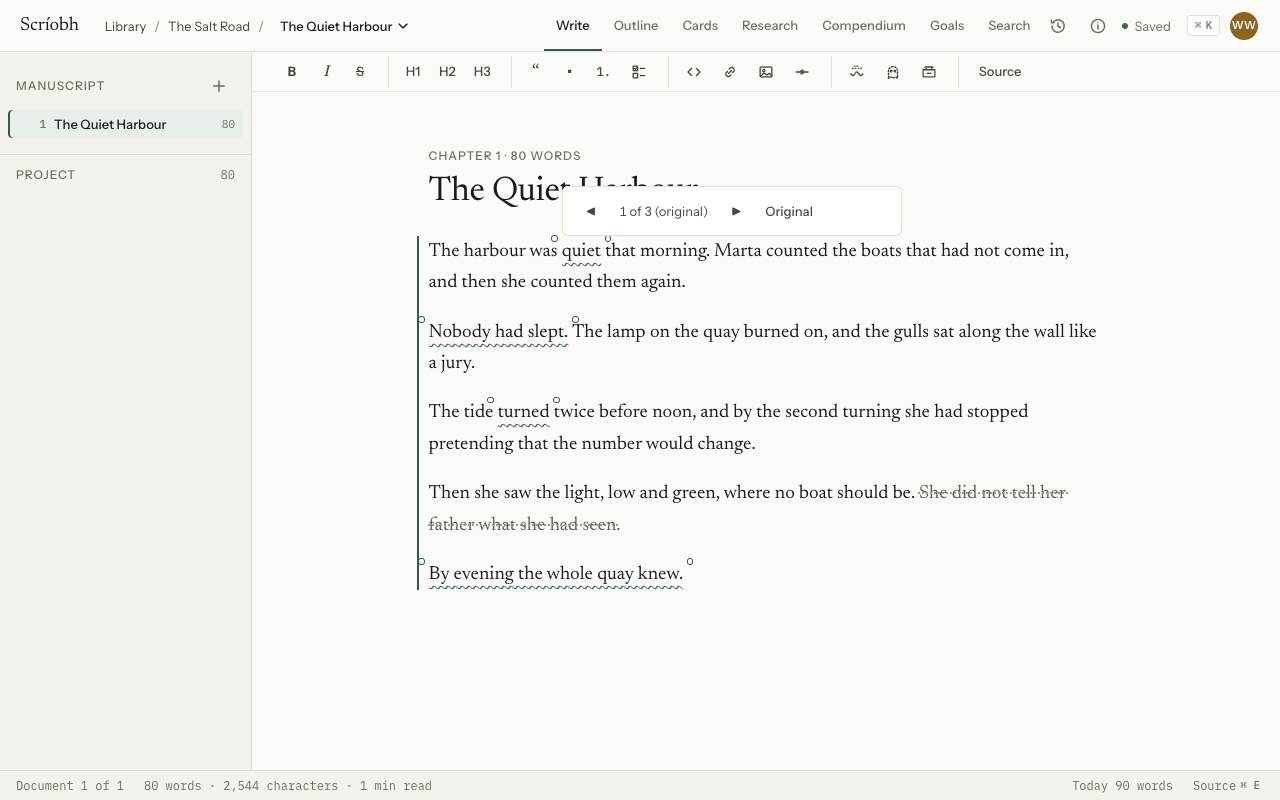 Scríobh
Library / The Salt Road / The Quiet Harbour
Write Outline Cards Research Compendium Goals Search Saved ⌘ K WW
MANUSCRIPT
1 The Quiet Harbour 80
PROJECT 80
B I S H1 H2 H3 “ ▪ 1. Source
CHAPTER 1 · 80 WORDS
The Quiet Harbour
◀ 1 of 3 (original) ▶ Original
The harbour was quiet that morning. Marta counted the boats that had not come in,
and then she counted them again.
Nobody had slept. The lamp on the quay burned on, and the gulls sat along the wall like
a jury.
The tide turned twice before noon, and by the second turning she had stopped
pretending that the number would change.
Then she saw the light, low and green, where no boat should be. She did not tell her
father what she had seen.
By evening the whole quay knew.
Document 1 of 1 80 words · 2,544 characters · 1 min read Today 90 words Source ⌘ E